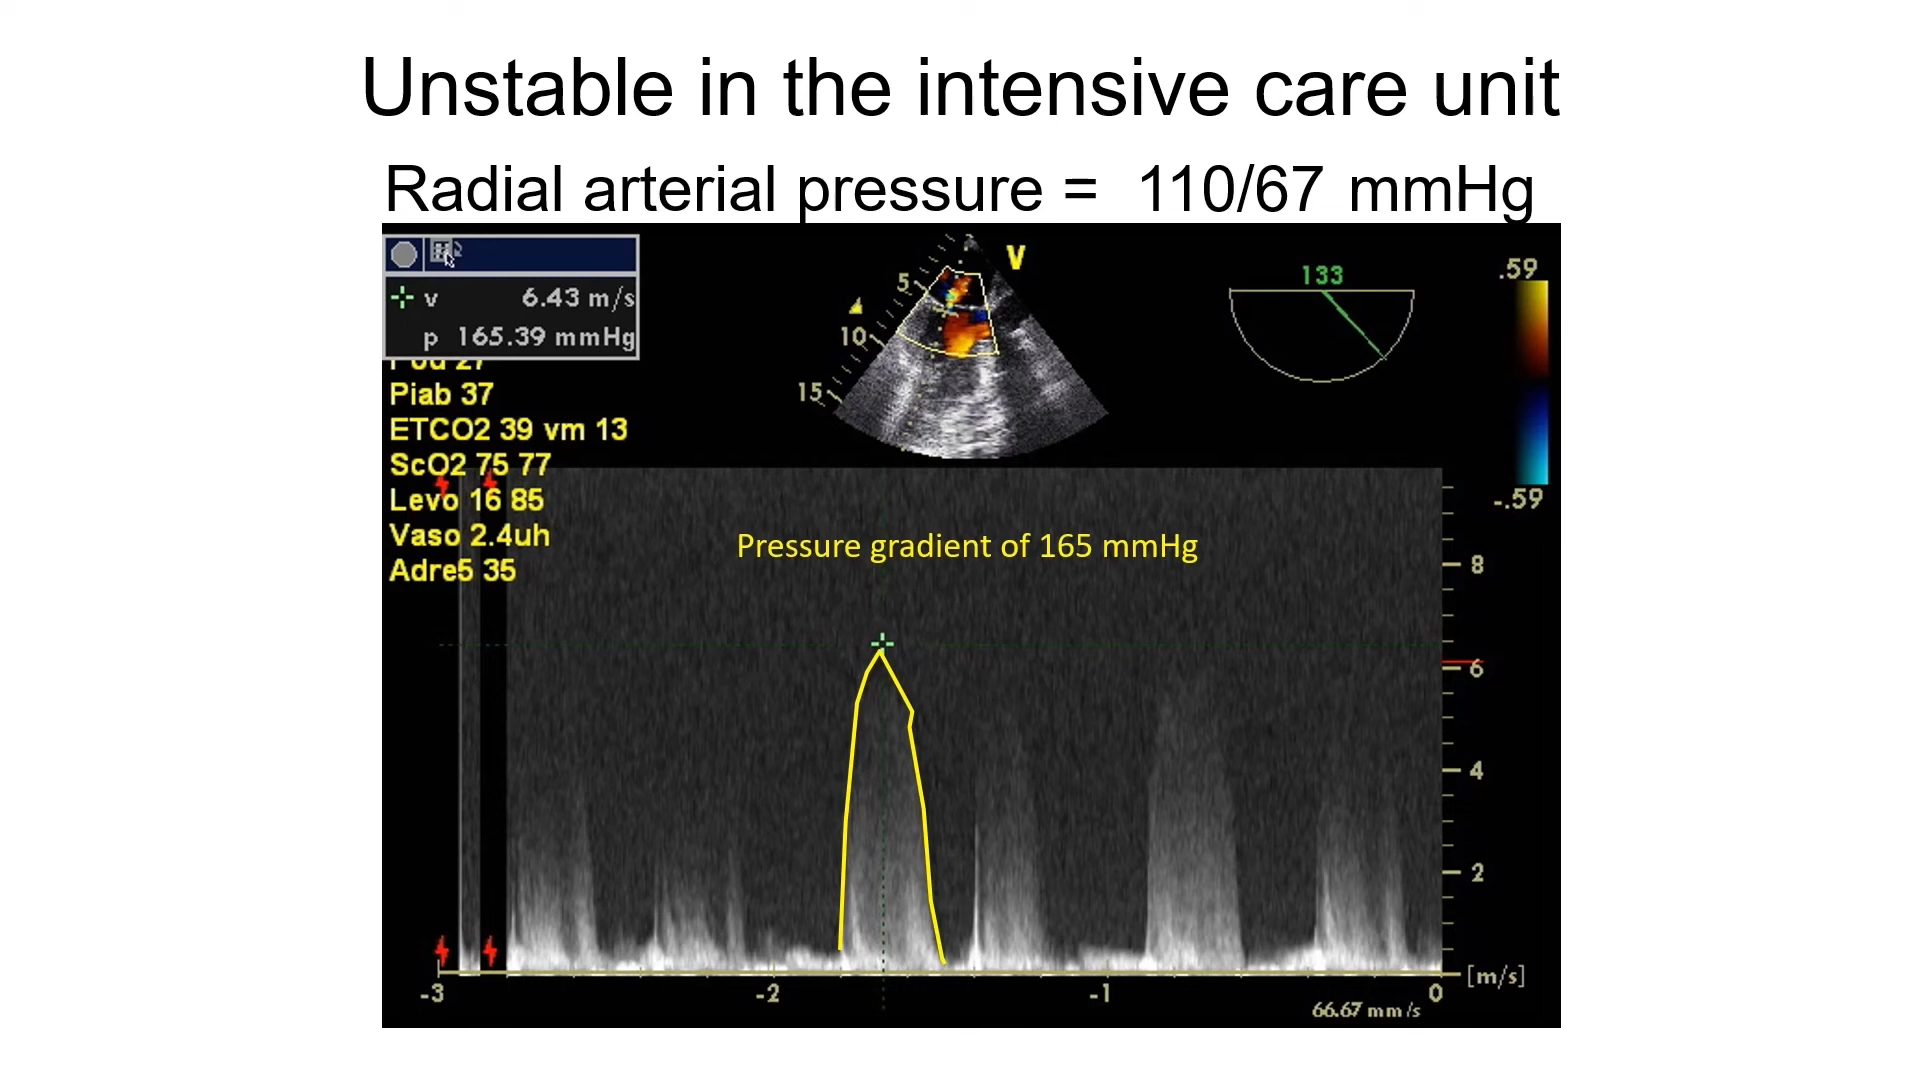 Unstable in the intensive care unit
Radial arterial pressure = 110/67 mmHg
v 6.43 m/s
p 165.39 mmHg
Piab 37
ETCO2 39 vm 13
ScO2 75 77
Levo 16 85
Vaso 2.4uh
Adre5 35
V
5
10
15
133
.59
-.59
Pressure gradient of 165 mmHg
8
6
4
2
[m/s]
-3 -2 -1 0
66.67 mm/s